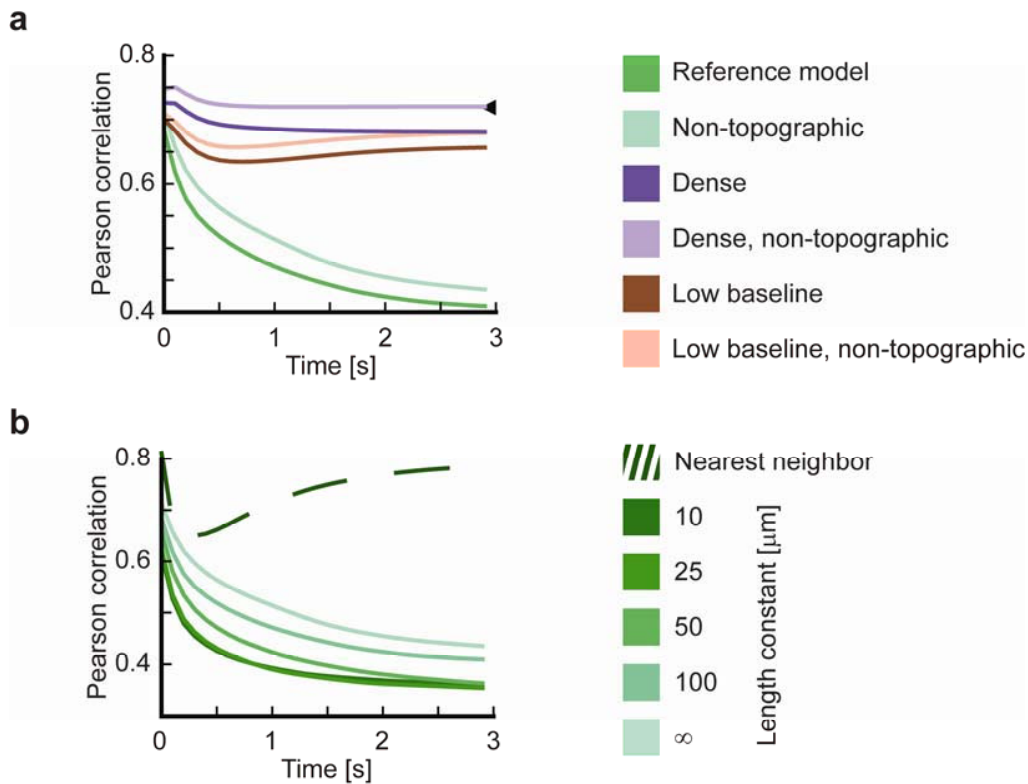 a
0.8
0.6
0.4
Pearson correlation
0
1
2
3
Time [s]
Reference model
Non-topographic
Dense
Dense, non-topographic
Low baseline
Low baseline, non-topographic
b
0.8
0.6
0.4
Pearson correlation
0
1
2
3
Time [s]
Nearest neighbor
10
25
50
100
∞
Length constant [μm]